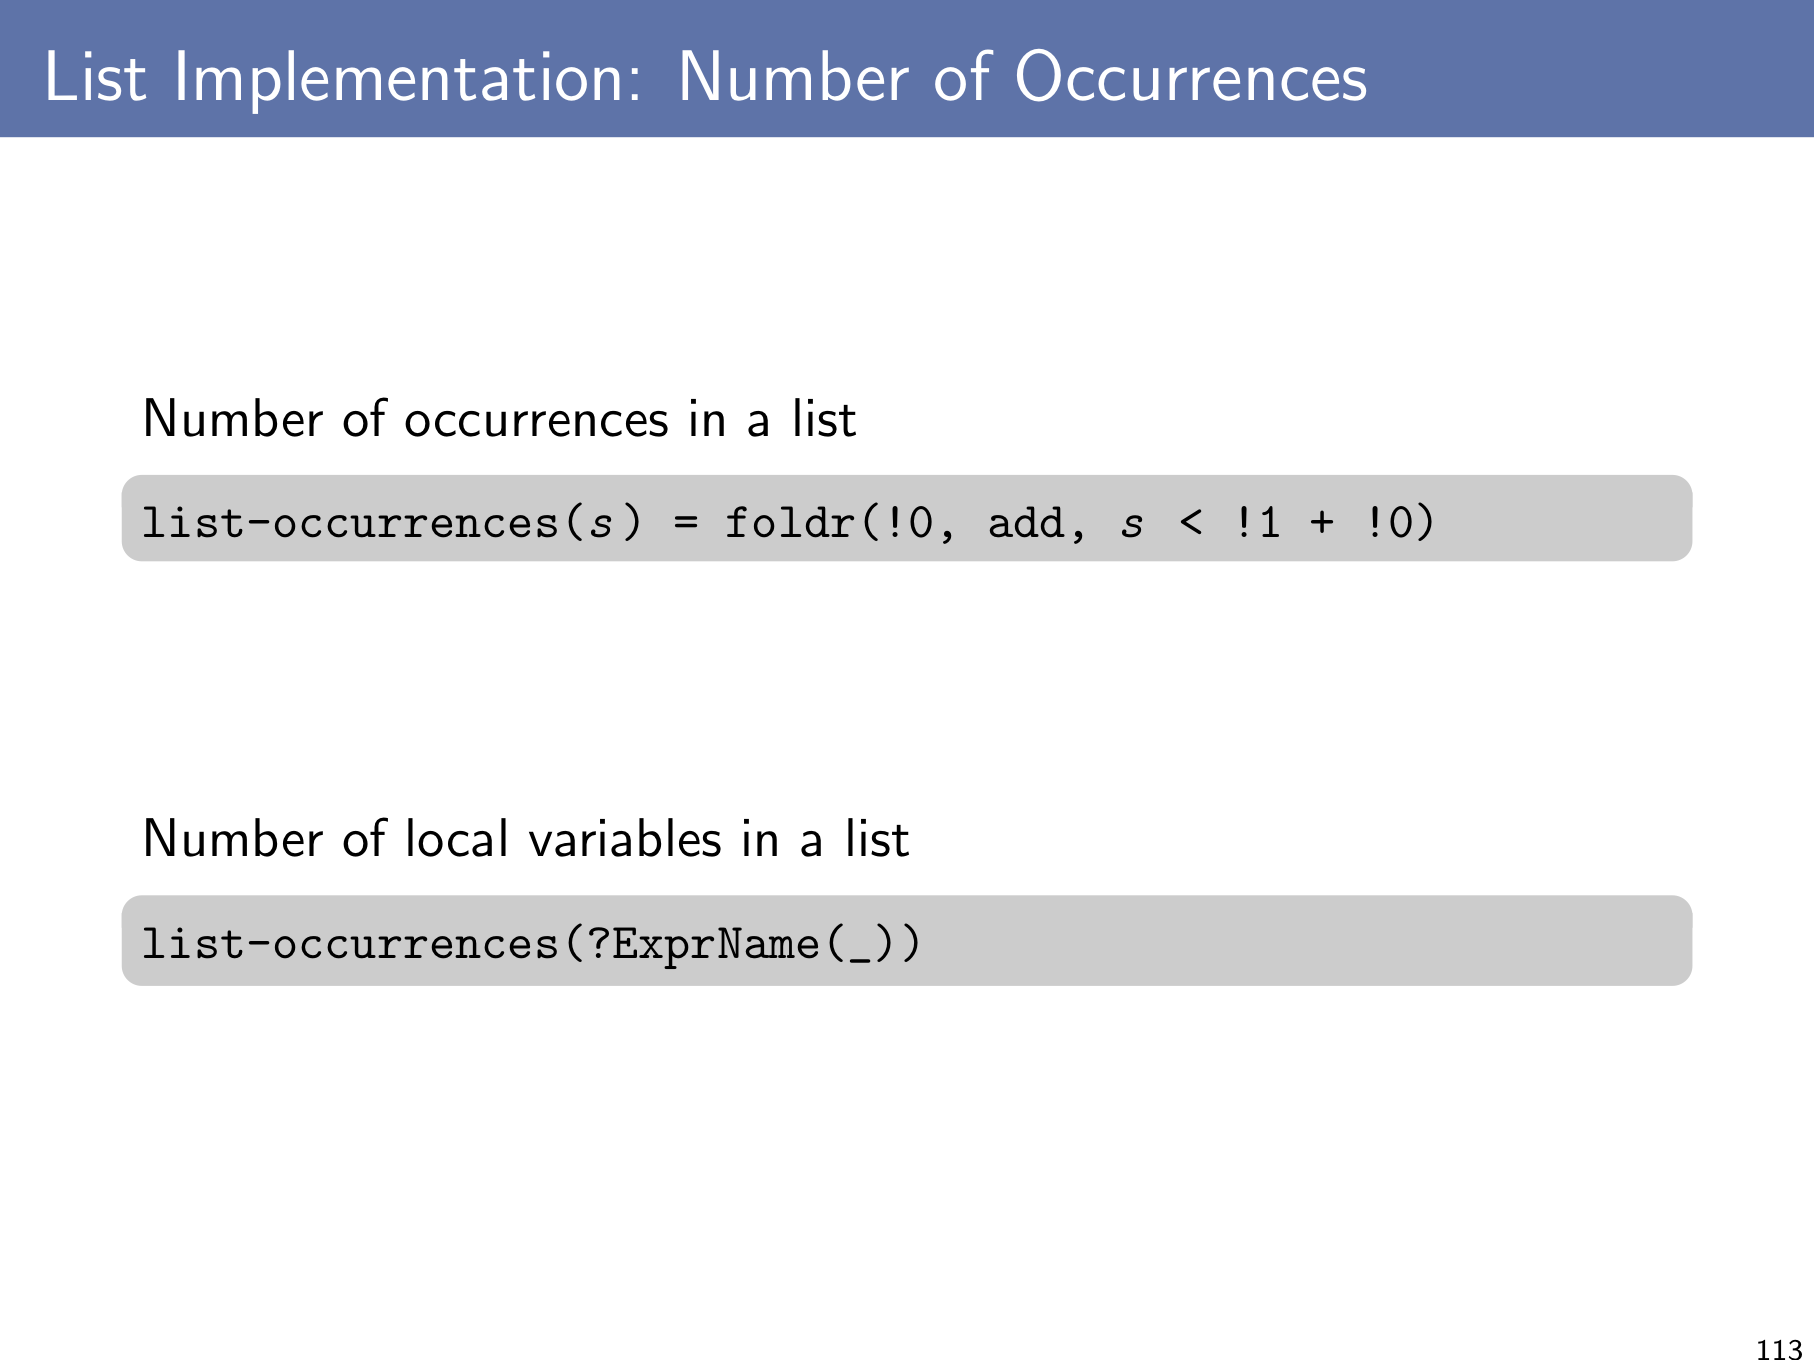 List Implementation: Number of Occurrences
Number of occurrences in a list
list-occurrences(s) = foldr(!0, add, s < !1 + !0)
Number of local variables in a list
list-occurrences(?ExprName(_))
113